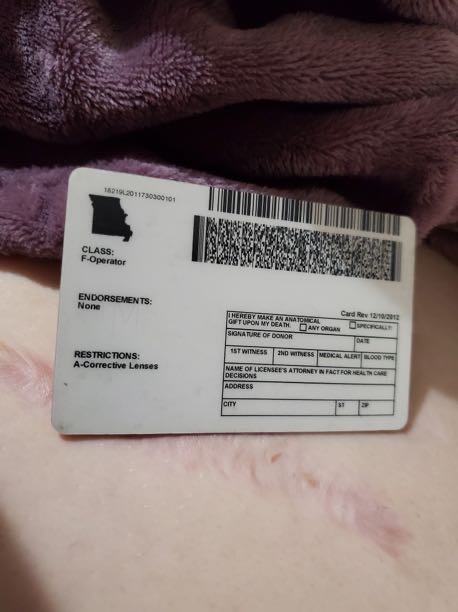 16219L2011730300101
CLASS:
F-Operator
ENDORSEMENTS:
None
RESTRICTIONS:
A-Corrective Lenses
Card Rev 12/10/2012
I HEREBY MAKE AN ANATOMICAL
GIFT UPON MY DEATH. ANY ORGAN SPECIFICALLY:
SIGNATURE OF DONOR DATE
1ST WITNESS 2ND WITNESS MEDICAL ALERT BLOOD TYPE
NAME OF LICENSEE'S ATTORNEY IN FACT FOR HEALTH CARE
DECISIONS
ADDRESS
CITY ST ZIP